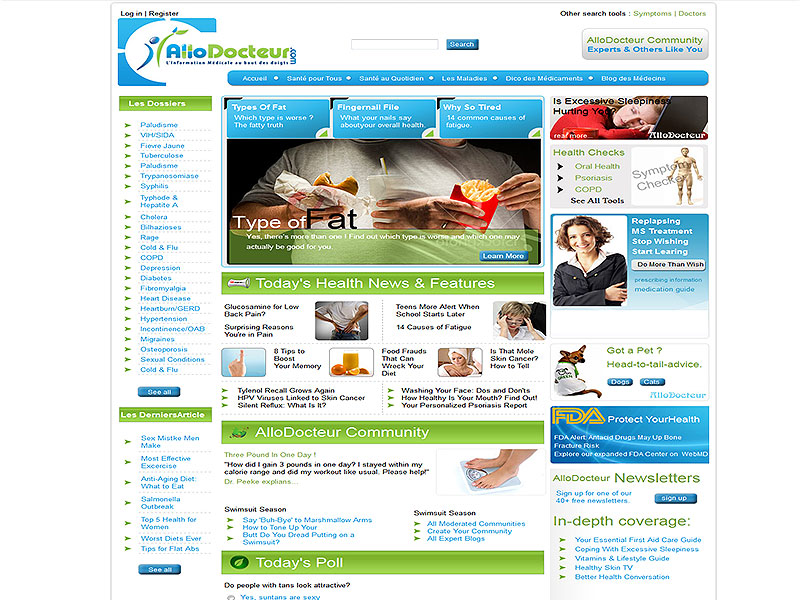 Log in | Register
Other search tools : Symptoms | Doctors
AlloDocteur
L'Information Médicale au bout des doigts
Search
AlloDocteur Community
Experts & Others Like You
Accueil
Santé pour Tous
Santé au Quotidien
Les Maladies
Dico des Médicaments
Blog des Médecins
Les Dossiers
Paludisme
VIH/SIDA
Fievre Jaune
Tuberculose
Paludisme
Trypanosomiase
Syphilis
Typhode &
Hepatite A
Cholera
Bilhazioses
Rage
Cold & Flu
COPD
Depression
Diabetes
Fibromyalgia
Heart Disease
Heartburn/GERD
Hypertension
Incontinence/OAB
Migraines
Osteoporosis
Sexual Conditions
Cold & Flu
See all
Les DerniersArticle
Sex Mistke Men
Make
Most Effective
Excercise
Anti-Aging Diet:
What to Eat
Salmonella
Outbreak
Top 5 Health for
Women
Worst Diets Ever
Tips for Flat Abs
See all
Types Of Fat
Which type is worse ?
The fatty truth
Fingernail File
What your nails say
aboutyour overall health.
Why So Tired
14 common causes of
fatigue.
Type of Fat
Yes, there's more than one ! Find out which type is worse and which one may
actually be good for you.
Learn More
Today's Health News & Features
Glucosamine for Low
Back Pain?
Surprising Reasons
You're in Pain
Teens More Alert When
School Starts Later
14 Causes of Fatigue
8 Tips to
Boost
Your Memory
Food Frauds
That Can
Wreck Your
Diet
Is That Mole
Skin Cancer?
How to Tell
Tylenol Recall Grows Again
HPV Viruses Linked to Skin Cancer
Silent Reflux: What Is It?
Washing Your Face: Dos and Don'ts
How Healthy Is Your Mouth? Find Out!
Your Personalized Psoriasis Report
AlloDocteur Community
Three Pound In One Day !
"How did I gain 3 pounds in one day? I stayed within my
calorie range and did my workout like usual. Please help!"
Dr. Peeke explians...
Swimsuit Season
Say 'Buh-Bye' to Marshmallow Arms
How to Tone Up Your
Butt Do You Dread Putting on a
Swimsuit?
Swimsuit Season
All Moderated Communities
Create Your Community
All Expert Blogs
Today's Poll
Do people with tans look attractive?
Yes, suntans are sexy
Is Excessive Sleepiness
Hurting You?
read more...
AlloDocteur
Health Checks
Oral Health
Psoriasis
GOPD
See All Tools
Symptom
Checker
Replapsing
MS Treatment
Stop Wishing
Start Learing
Do More Than Wish
prescribing information
medication guide
Got a Pet ?
Head-to-tail-advice.
Dogs
Cats
AlloDocteur
FDA Protect YourHealth
FDA Alert: Antacid Drugs May Up Bone
Fracture Risk
Explore our expanded FDA Center on WebMD
AlloDocteur Newsletters
Sign up for one of our
40+ free newsletters.
sign up
In-depth coverage:
Your Essential First Aid Care Guide
Coping With Excessive Sleepiness
Vitamins & Lifestyle Guide
Healthy Skin TV
Better Health Conversation